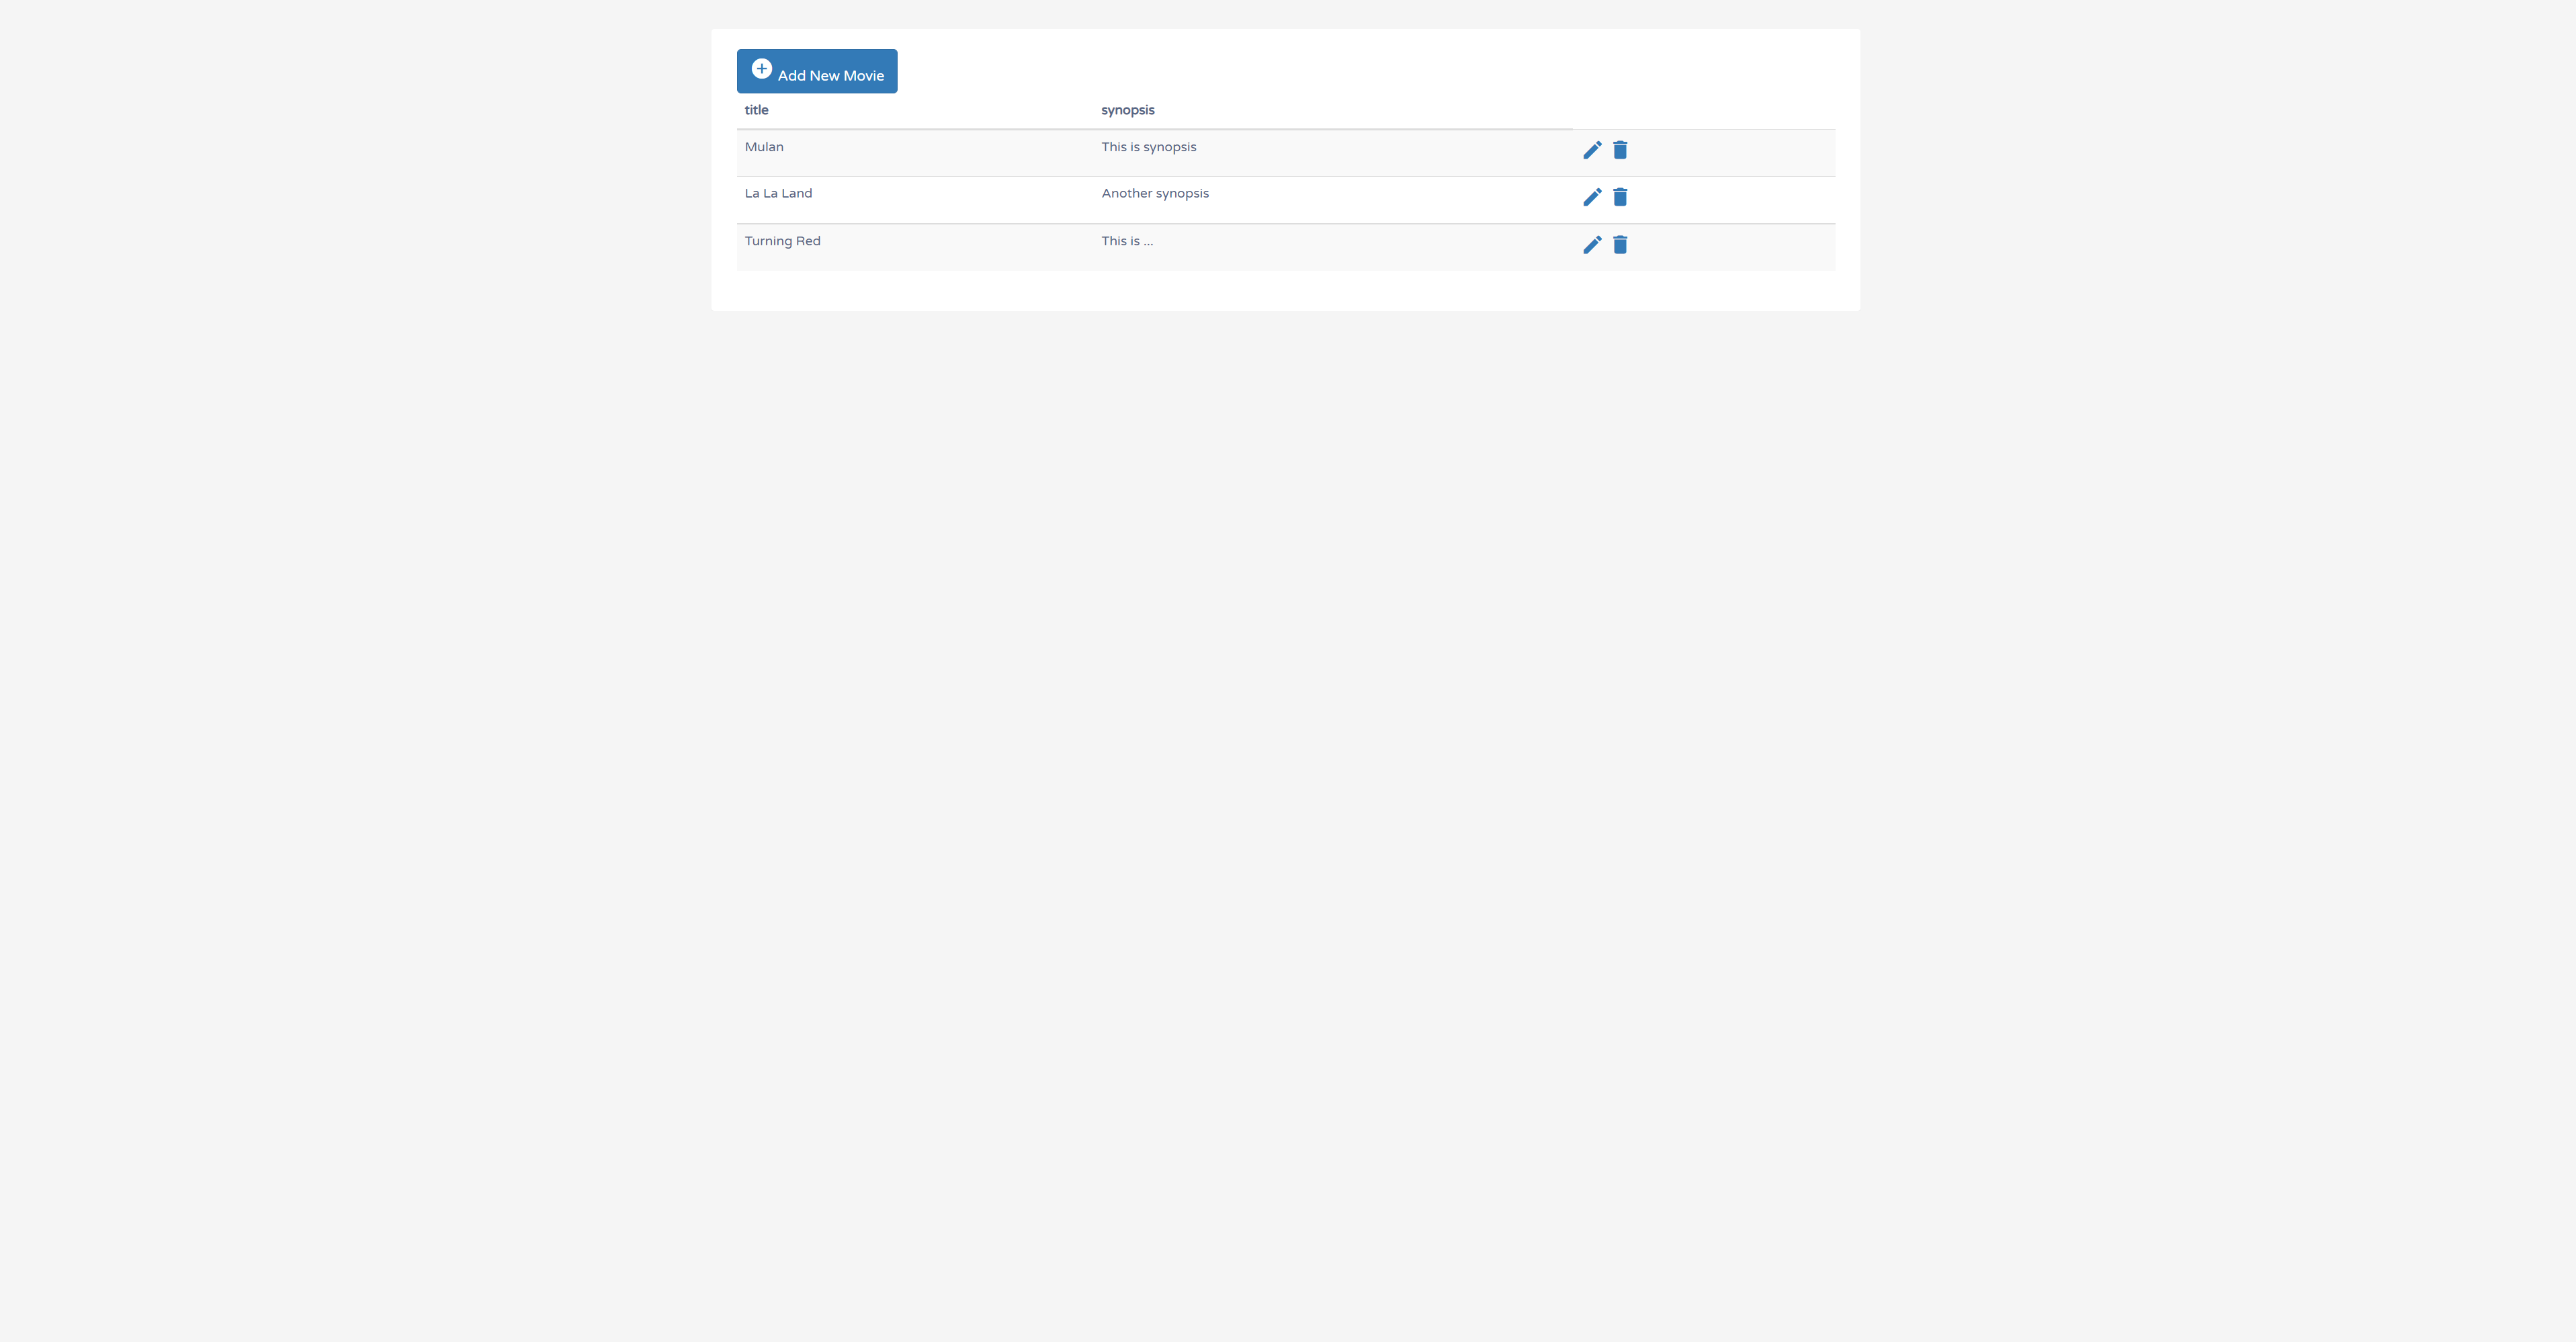 Add New Movie
title synopsis
Mulan This is synopsis
La La Land Another synopsis
Turning Red This is ...